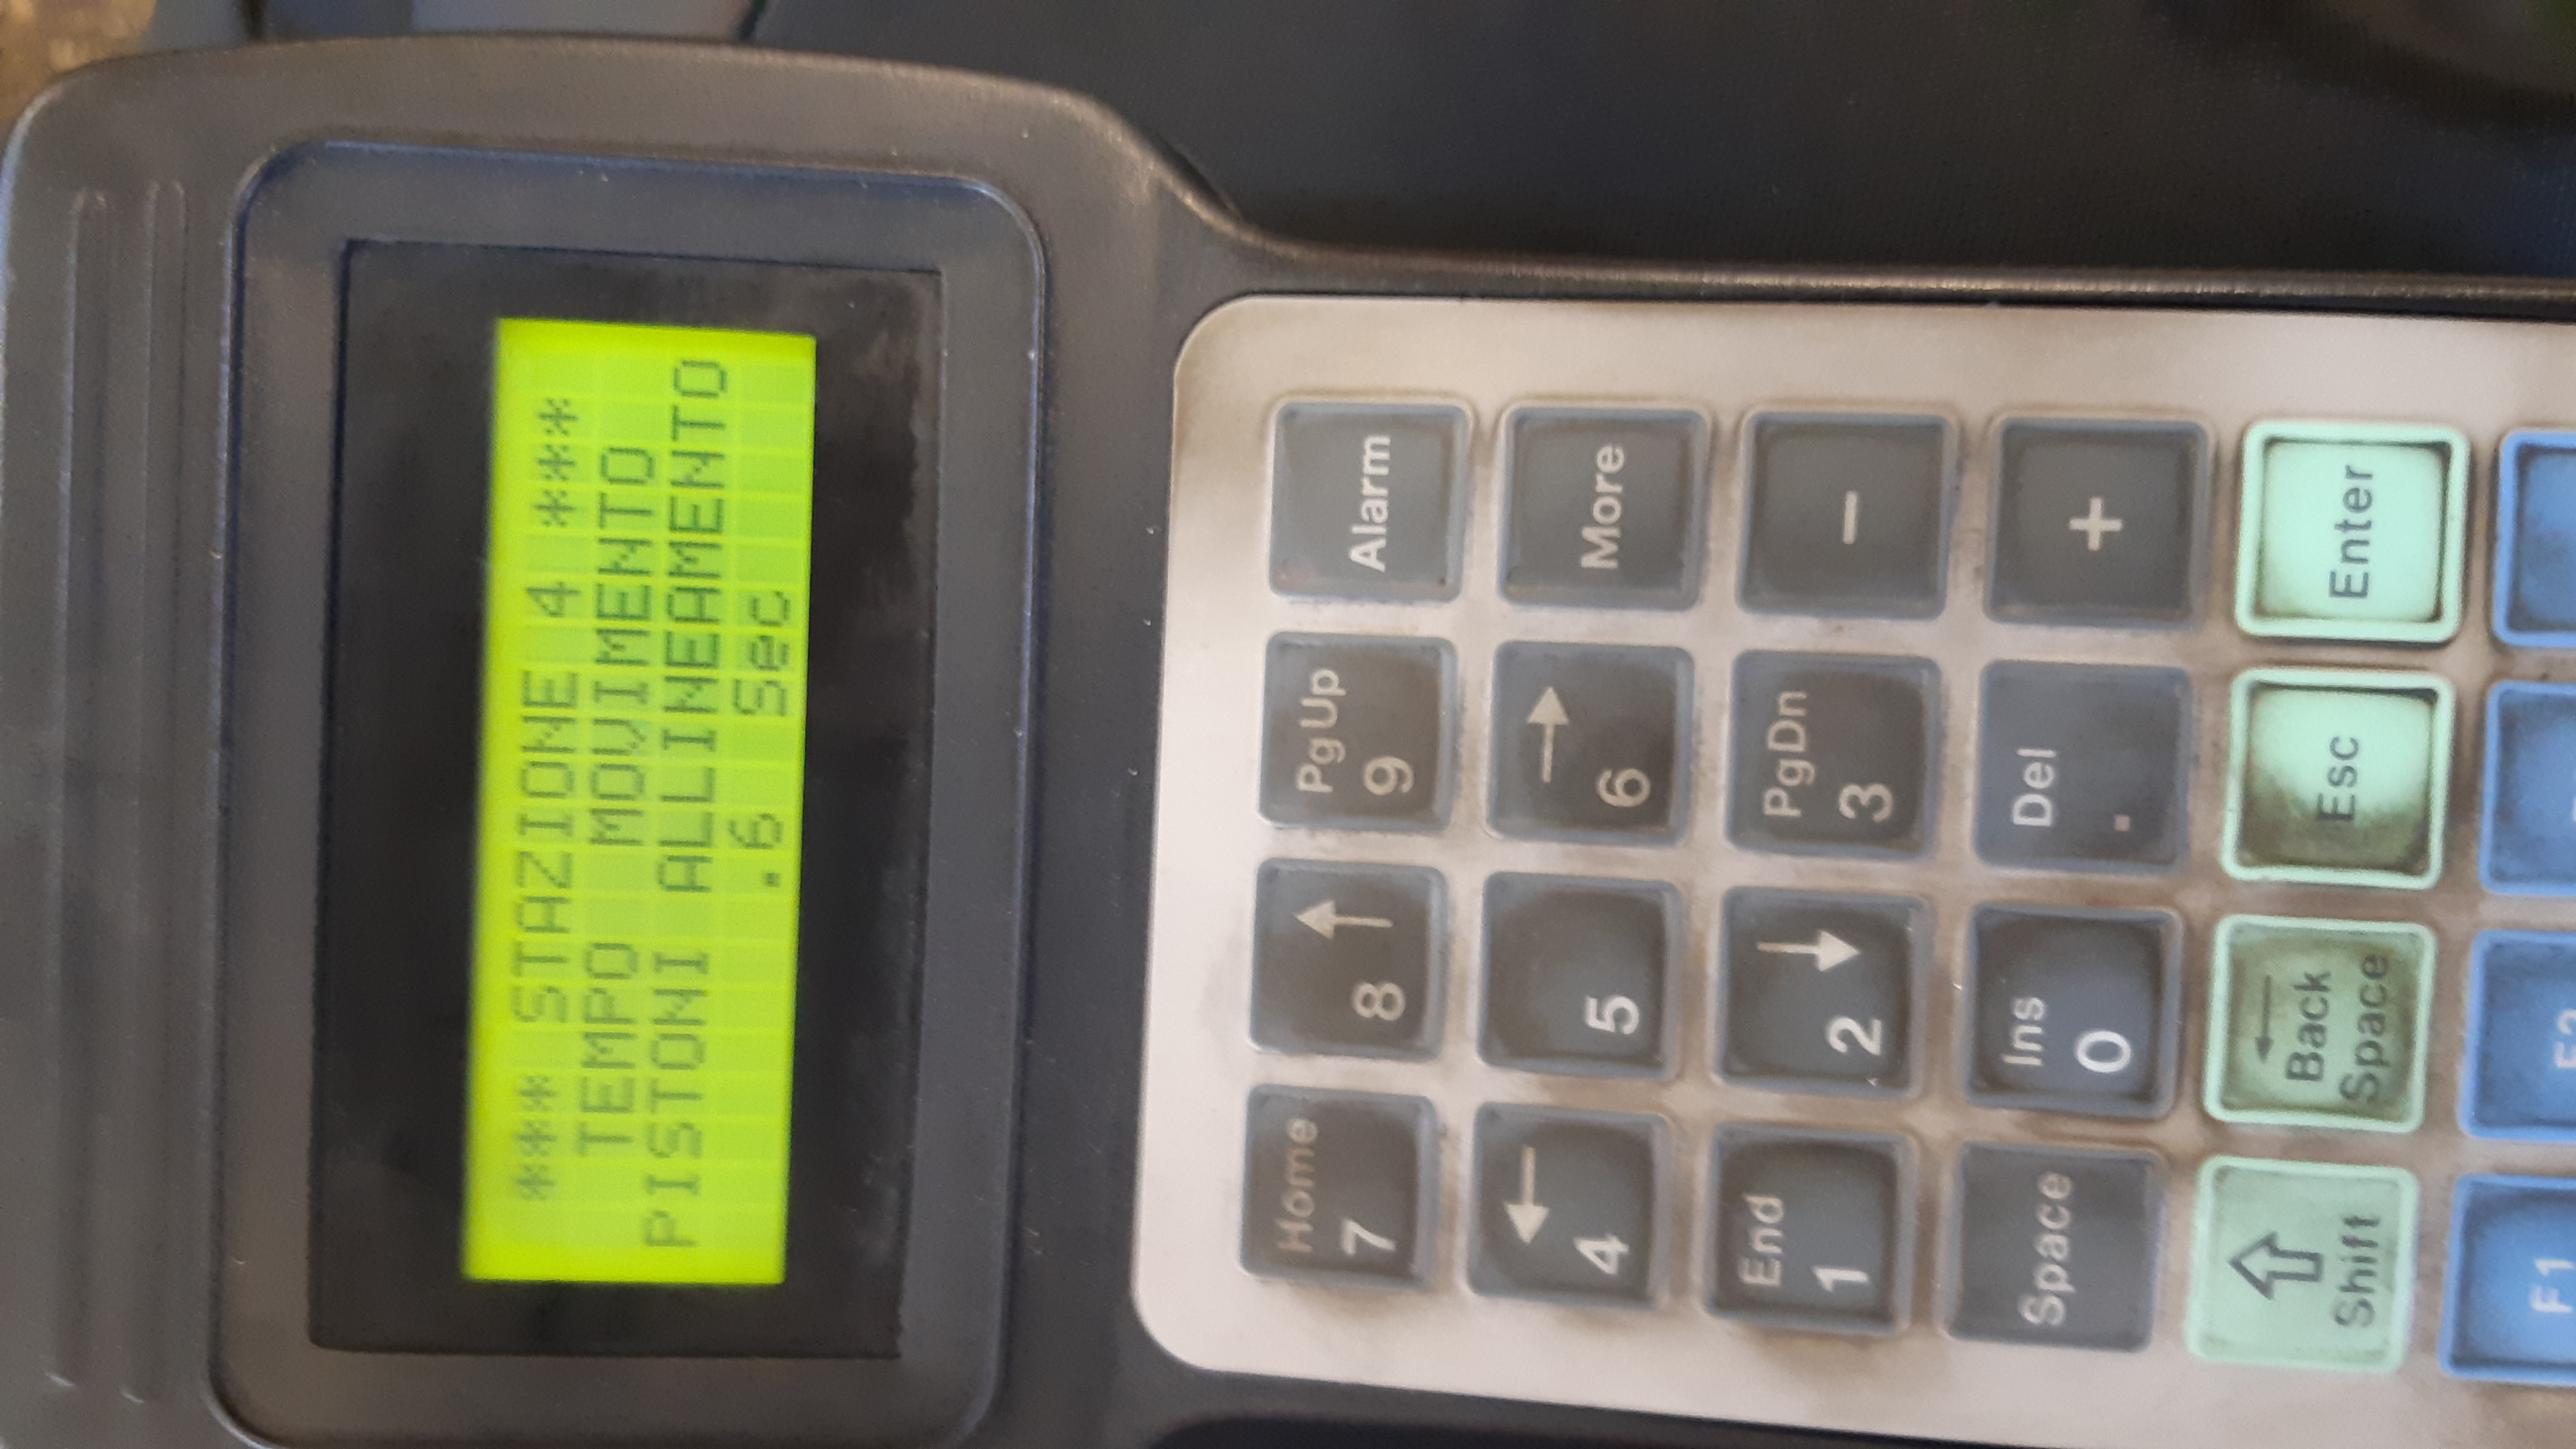 *** STAZIONE 4 ***
TEMPO MOVIMENTO
PISTONI ALLINEAMENTO
.6 Sec
Home
7
8
PgUp
9
Alarm
4
5
6
More
End
1
2
PgDn
3
-
Space
Ins
0
Del
.
+
Shift
Back
Space
Esc
Enter
F1